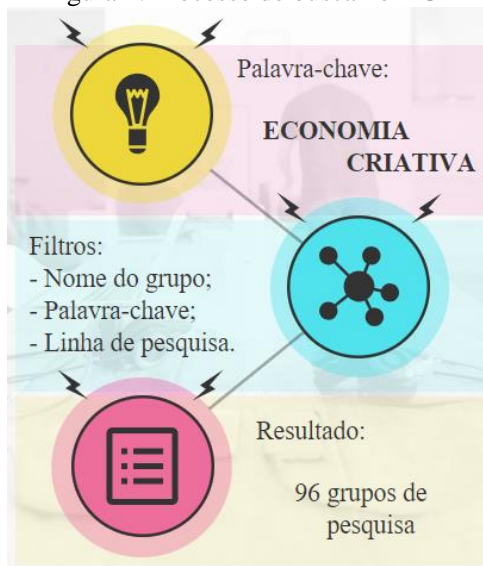 Palavra-chave:
ECONOMIA
CRIATIVA
Filtros:
- Nome do grupo;
- Palavra-chave;
- Linha de pesquisa.
Resultado:
96 grupos de
pesquisa